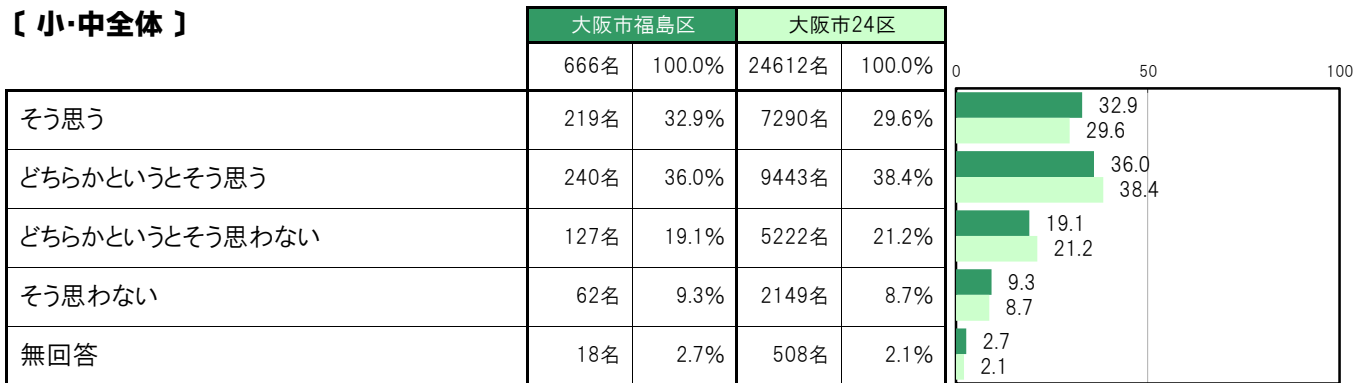 〔 小・中全体 〕
大阪市福島区 大阪市24区
666名 100.0% 24612名 100.0%
0 50 100
そう思う 219名 32.9% 7290名 29.6%
32.9
29.6
どちらかというとそう思う 240名 36.0% 9443名 38.4%
36.0
38.4
どちらかというとそう思わない 127名 19.1% 5222名 21.2%
19.1
21.2
そう思わない 62名 9.3% 2149名 8.7%
9.3
8.7
無回答 18名 2.7% 508名 2.1%
2.7
2.1